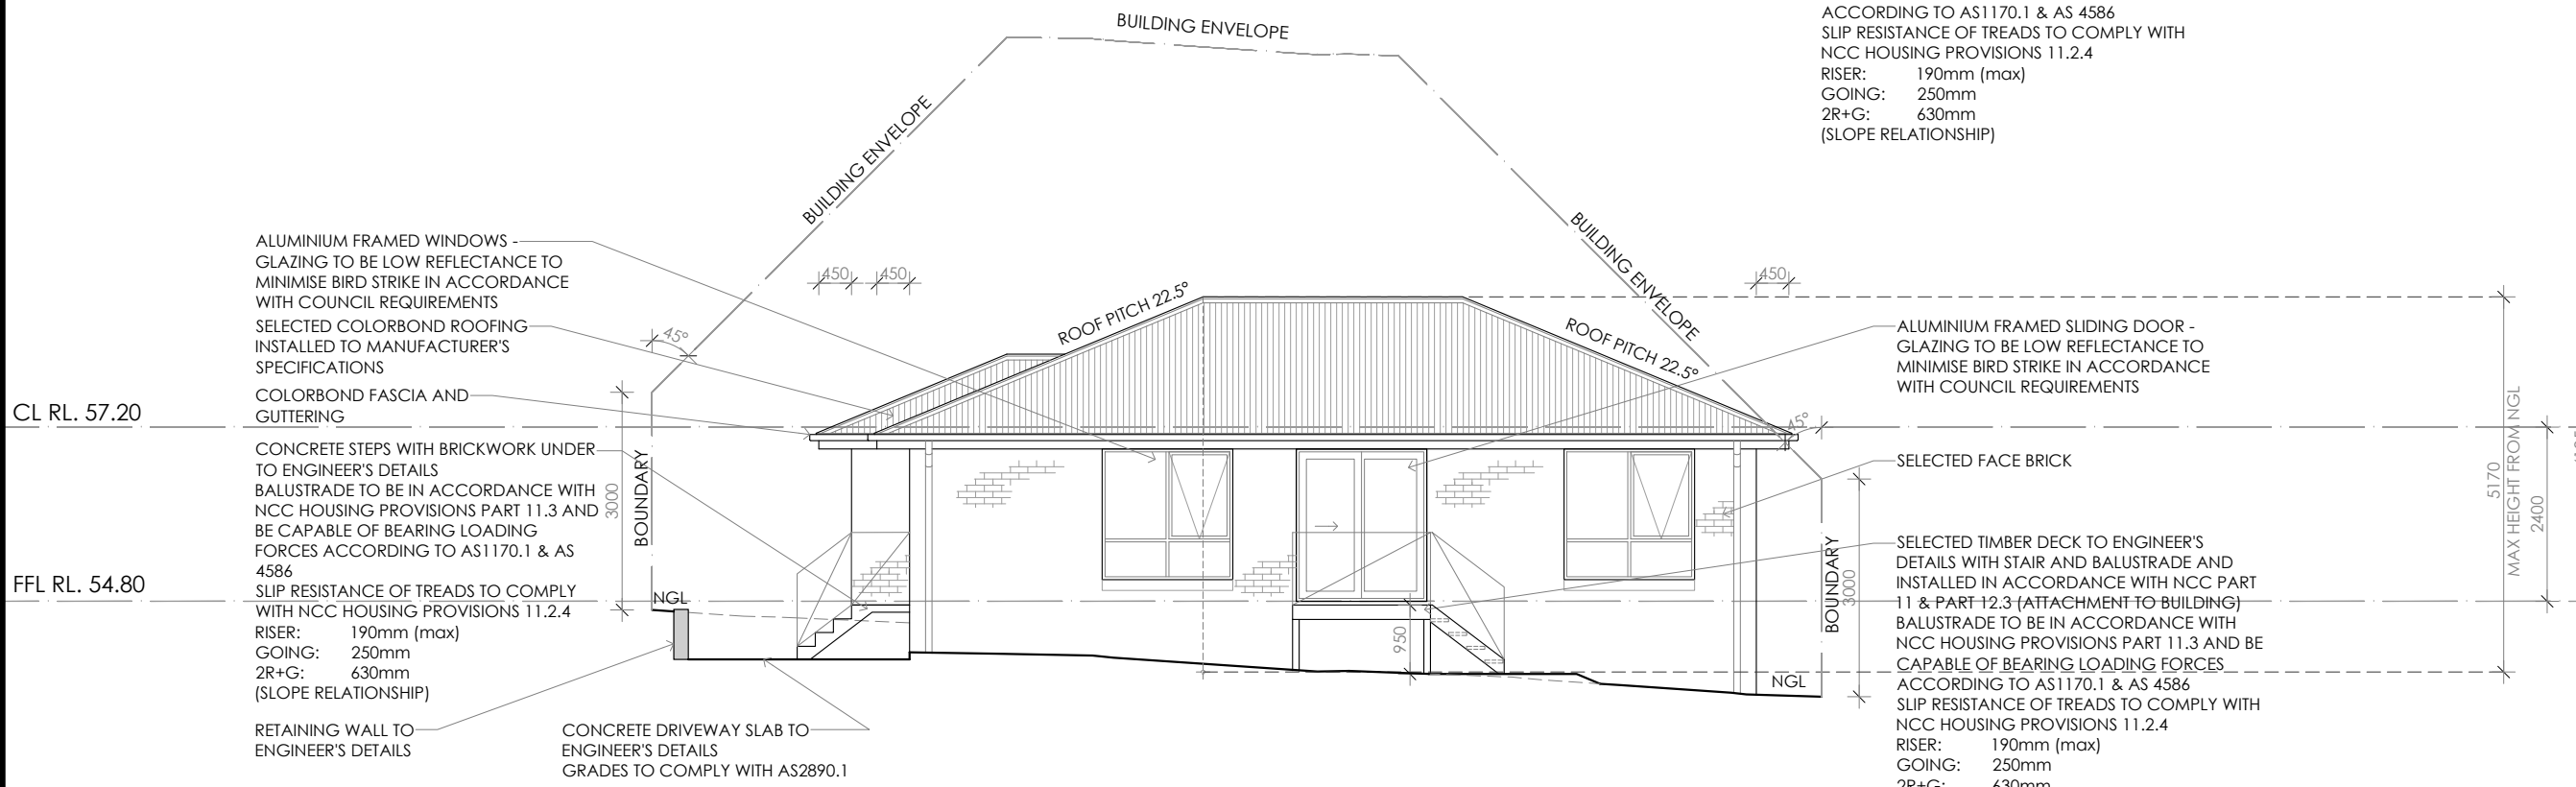 BUILDING ENVELOPE
ACCORDING TO AS1170.1 & AS 4586
SLIP RESISTANCE OF TREADS TO COMPLY WITH
NCC HOUSING PROVISIONS 11.2.4
RISER: 190mm (max)
GOING: 250mm
2R+G: 630mm
(SLOPE RELATIONSHIP)
BUILDING ENVELOPE
BUILDING ENVELOPE
ALUMINIUM FRAMED WINDOWS -
GLAZING TO BE LOW REFLECTANCE TO
MINIMISE BIRD STRIKE IN ACCORDANCE
WITH COUNCIL REQUIREMENTS
SELECTED COLORBOND ROOFING
INSTALLED TO MANUFACTURER'S
SPECIFICATIONS
COLORBOND FASCIA AND
GUTTERING
CL RL. 57.20
CONCRETE STEPS WITH BRICKWORK UNDER
TO ENGINEER'S DETAILS
BALUSTRADE TO BE IN ACCORDANCE WITH
NCC HOUSING PROVISIONS PART 11.3 AND
BE CAPABLE OF BEARING LOADING
FORCES ACCORDING TO AS1170.1 & AS
4586
SLIP RESISTANCE OF TREADS TO COMPLY
WITH NCC HOUSING PROVISIONS 11.2.4
RISER: 190mm (max)
GOING: 250mm
2R+G: 630mm
(SLOPE RELATIONSHIP)
FFL RL. 54.80
RETAINING WALL TO
ENGINEER'S DETAILS
CONCRETE DRIVEWAY SLAB TO
ENGINEER'S DETAILS
GRADES TO COMPLY WITH AS2890.1
450
450
450
45°
ROOF PITCH 22.5°
ROOF PITCH 22.5°
45°
3000
BOUNDARY
NGL
950
BOUNDARY
3000
NGL
ALUMINIUM FRAMED SLIDING DOOR -
GLAZING TO BE LOW REFLECTANCE TO
MINIMISE BIRD STRIKE IN ACCORDANCE
WITH COUNCIL REQUIREMENTS
SELECTED FACE BRICK
SELECTED TIMBER DECK TO ENGINEER'S
DETAILS WITH STAIR AND BALUSTRADE AND
INSTALLED IN ACCORDANCE WITH NCC PART
11 & PART 12.3 (ATTACHMENT TO BUILDING)
BALUSTRADE TO BE IN ACCORDANCE WITH
NCC HOUSING PROVISIONS PART 11.3 AND BE
CAPABLE OF BEARING LOADING FORCES
ACCORDING TO AS1170.1 & AS 4586
SLIP RESISTANCE OF TREADS TO COMPLY WITH
NCC HOUSING PROVISIONS 11.2.4
RISER: 190mm (max)
GOING: 250mm
2R+G: 630mm
5170
MAX HEIGHT FROM NGL
2400